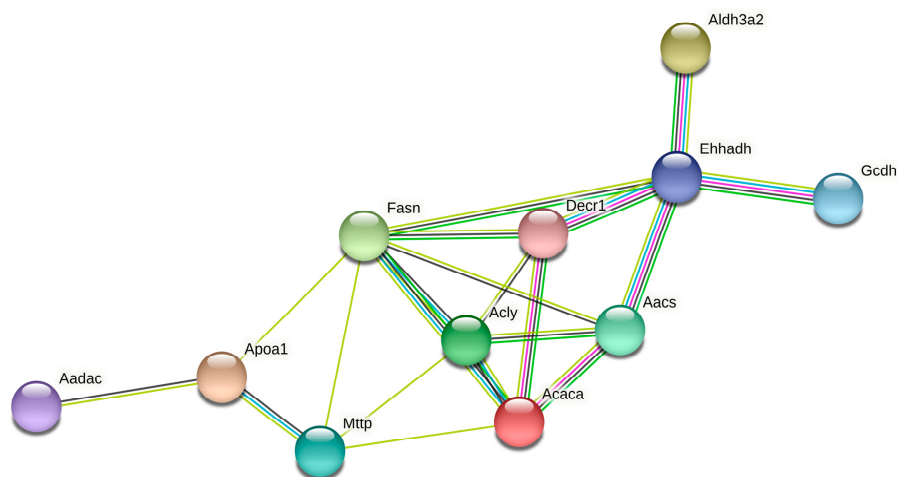 Aldh3a2
Ehhadh
Gcdh
Fasn
Decr1
Aacs
Acly
Apoa1
Aadac
Acaca
Mttp